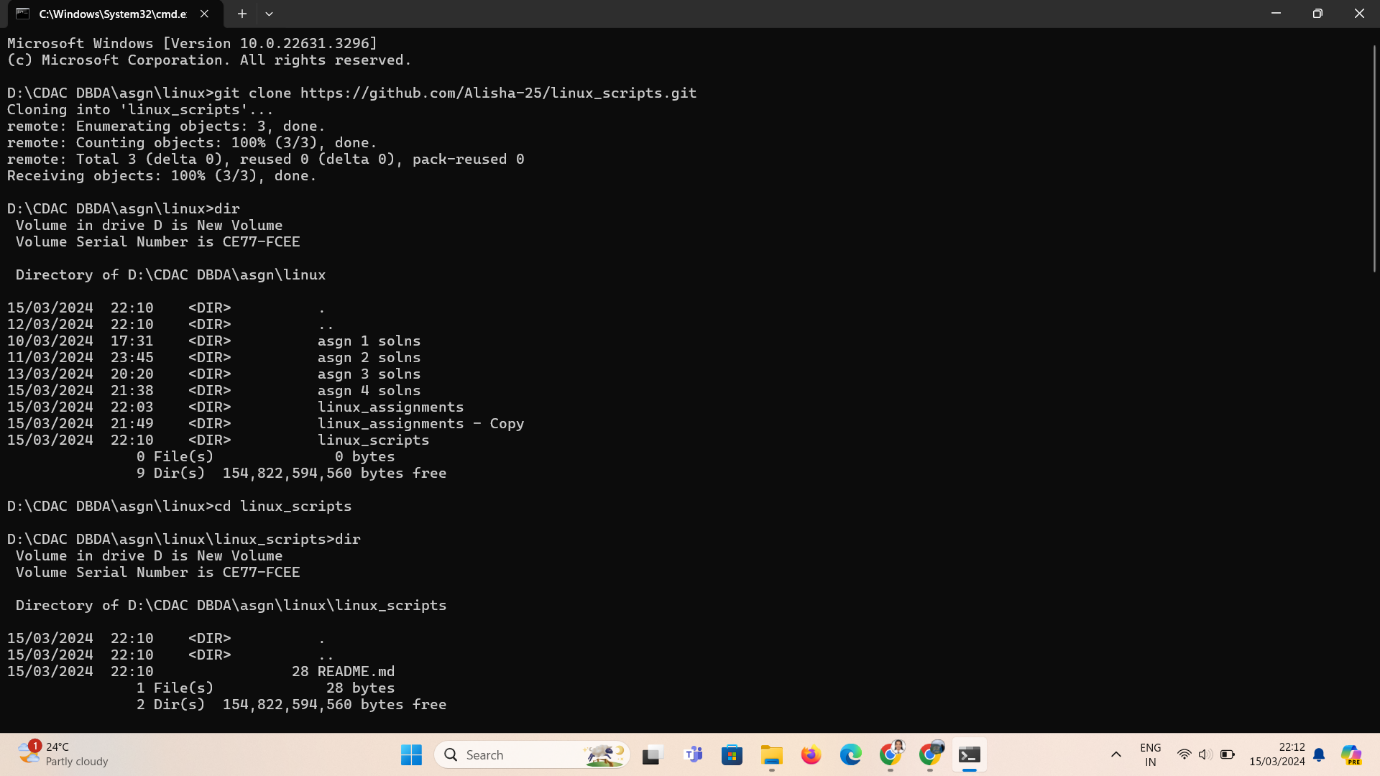 C:\Windows\System32\cmd.e
Microsoft Windows [Version 10.0.22631.3296]
(c) Microsoft Corporation. All rights reserved.
D:\CDAC DBDA\asgn\linux>git clone https://github.com/Alisha-25/linux_scripts.git
Cloning into 'linux_scripts'...
remote: Enumerating objects: 3, done.
remote: Counting objects: 100% (3/3), done.
remote: Total 3 (delta 0), reused 0 (delta 0), pack-reused 0
Receiving objects: 100% (3/3), done.
D:\CDAC DBDA\asgn\linux>dir
Volume in drive D is New Volume
Volume Serial Number is CE77-FCEE
Directory of D:\CDAC DBDA\asgn\linux
15/03/2024  22:10    <DIR>          .
12/03/2024  22:10    <DIR>          ..
10/03/2024  17:31    <DIR>          asgn 1 solns
11/03/2024  23:45    <DIR>          asgn 2 solns
13/03/2024  20:20    <DIR>          asgn 3 solns
15/03/2024  21:38    <DIR>          asgn 4 solns
15/03/2024  22:03    <DIR>          linux_assignments
15/03/2024  21:49    <DIR>          linux_assignments - Copy
15/03/2024  22:10    <DIR>          linux_scripts
0 File(s)              0 bytes
9 Dir(s)  154,822,594,560 bytes free
D:\CDAC DBDA\asgn\linux>cd linux_scripts
D:\CDAC DBDA\asgn\linux\linux_scripts>dir
Volume in drive D is New Volume
Volume Serial Number is CE77-FCEE
Directory of D:\CDAC DBDA\asgn\linux\linux_scripts
15/03/2024  22:10    <DIR>          .
15/03/2024  22:10    <DIR>          ..
15/03/2024  22:10                28 README.md
1 File(s)             28 bytes
2 Dir(s)  154,822,594,560 bytes free
1
24°C
Partly cloudy
Search
ENG
IN
22:12
15/03/2024
PRE